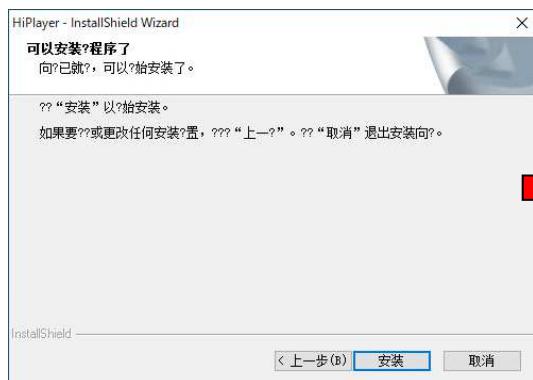 HiPlayer - InstallShield Wizard
可以安装?程序了
向?已就?，可以?始安装了。
?? “安装” 以?始安装。
如果要??或更改任何安装?置，??? “上一?”。?? “取消” 退出安装向?。
InstallShield
< 上一步(B)
安装
取消